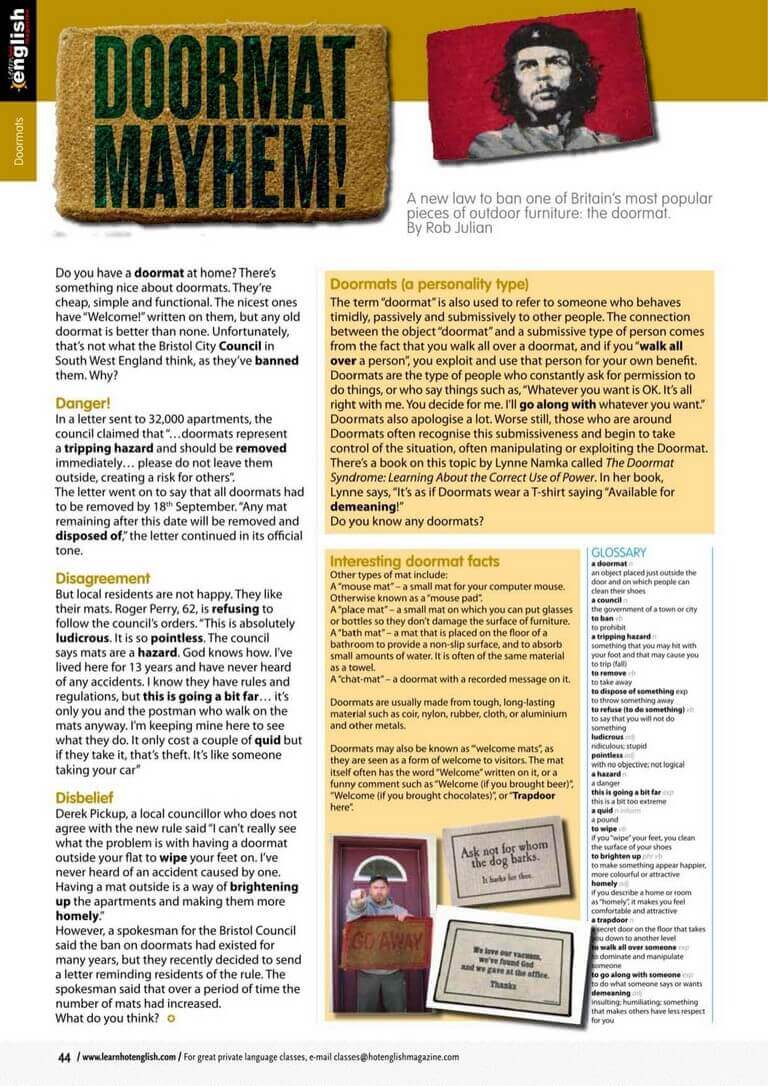 Learn hot
english
Doormats
DOORMAT
MAYHEM!
A new law to ban one of Britain's most popular
pieces of outdoor furniture: the doormat.
By Rob Julian
Do you have a doormat at home? There's
something nice about doormats. They're
cheap, simple and functional. The nicest ones
have "Welcome!" written on them, but any old
doormat is better than none. Unfortunately,
that's not what the Bristol City Council in
South West England think, as they've banned
them. Why?
Danger!
In a letter sent to 32,000 apartments, the
council claimed that "…doormats represent
a tripping hazard and should be removed
immediately… please do not leave them
outside, creating a risk for others".
The letter went on to say that all doormats had
to be removed by 18th September. "Any mat
remaining after this date will be removed and
disposed of," the letter continued in its official
tone.
Disagreement
But local residents are not happy. They like
their mats. Roger Perry, 62, is refusing to
follow the council's orders. "This is absolutely
ludicrous. It is so pointless. The council
says mats are a hazard. God knows how. I've
lived here for 13 years and have never heard
of any accidents. I know they have rules and
regulations, but this is going a bit far… it's
only you and the postman who walk on the
mats anyway. I'm keeping mine here to see
what they do. It only cost a couple of quid but
if they take it, that's theft. It's like someone
taking your car"
Disbelief
Derek Pickup, a local councillor who does not
agree with the new rule said "I can't really see
what the problem is with having a doormat
outside your flat to wipe your feet on. I've
never heard of an accident caused by one.
Having a mat outside is a way of brightening
up the apartments and making them more
homely."
However, a spokesman for the Bristol Council
said the ban on doormats had existed for
many years, but they recently decided to send
a letter reminding residents of the rule. The
spokesman said that over a period of time the
number of mats had increased.
What do you think?
Doormats (a personality type)
The term "doormat" is also used to refer to someone who behaves
timidly, passively and submissively to other people. The connection
between the object "doormat" and a submissive type of person comes
from the fact that you walk all over a doormat, and if you "walk all
over a person", you exploit and use that person for your own benefit.
Doormats are the type of people who constantly ask for permission to
do things, or who say things such as, "Whatever you want is OK. It's all
right with me. You decide for me. I'll go along with whatever you want."
Doormats also apologise a lot. Worse still, those who are around
Doormats often recognise this submissiveness and begin to take
control of the situation, often manipulating or exploiting the Doormat.
There's a book on this topic by Lynne Namka called The Doormat
Syndrome: Learning About the Correct Use of Power. In her book,
Lynne says, "It's as if Doormats wear a T-shirt saying "Available for
demeaning!"
Do you know any doormats?
Interesting doormat facts
Other types of mat include:
A "mouse mat" – a small mat for your computer mouse.
Otherwise known as a "mouse pad".
A "place mat" – a small mat on which you can put glasses
or bottles so they don't damage the surface of furniture.
A "bath mat" – a mat that is placed on the floor of a
bathroom to provide a non-slip surface, and to absorb
small amounts of water. It is often of the same material
as a towel.
A "chat-mat" – a doormat with a recorded message on it.
Doormats are usually made from tough, long-lasting
material such as coir, nylon, rubber, cloth, or aluminium
and other metals.
Doormats may also be known as "'welcome mats", as
they are seen as a form of welcome to visitors. The mat
itself often has the word "Welcome" written on it, or a
funny comment such as "Welcome (if you brought beer)",
"Welcome (if you brought chocolates)", or "Trapdoor
here".
GO AWAY
Ask not for whom
the dog barks.
It barks for thee.
We love our vacuum,
we've found God
and we gave at the office.
Thanks
GLOSSARY
a doormat n
an object placed just outside the
door and on which people can
clean their shoes
a council n
the government of a town or city
to ban vb
to prohibit
a tripping hazard n
something that you may hit with
your foot and that may cause you
to trip (fall)
to remove vb
to take away
to dispose of something exp
to throw something away
to refuse (to do something) vb
to say that you will not do
something
ludicrous adj
ridiculous; stupid
pointless adj
with no objective; not logical
a hazard n
a danger
this is going a bit far exp
this is a bit too extreme
a quid n inform
a pound
to wipe vb
if you "wipe" your feet, you clean
the surface of your shoes
to brighten up phr vb
to make something appear happier,
more colourful or attractive
homely adj
if you describe a home or room
as "homely", it makes you feel
comfortable and attractive
a trapdoor n
secret door on the floor that takes
you down to another level
to walk all over someone exp
to dominate and manipulate
someone
to go along with someone exp
to do what someone says or wants
demeaning adj
insulting; humiliating; something
that makes others have less respect
for you
44 / www.learnhotenglish.com / For great private language classes, e-mail classes@hotenglishmagazine.com